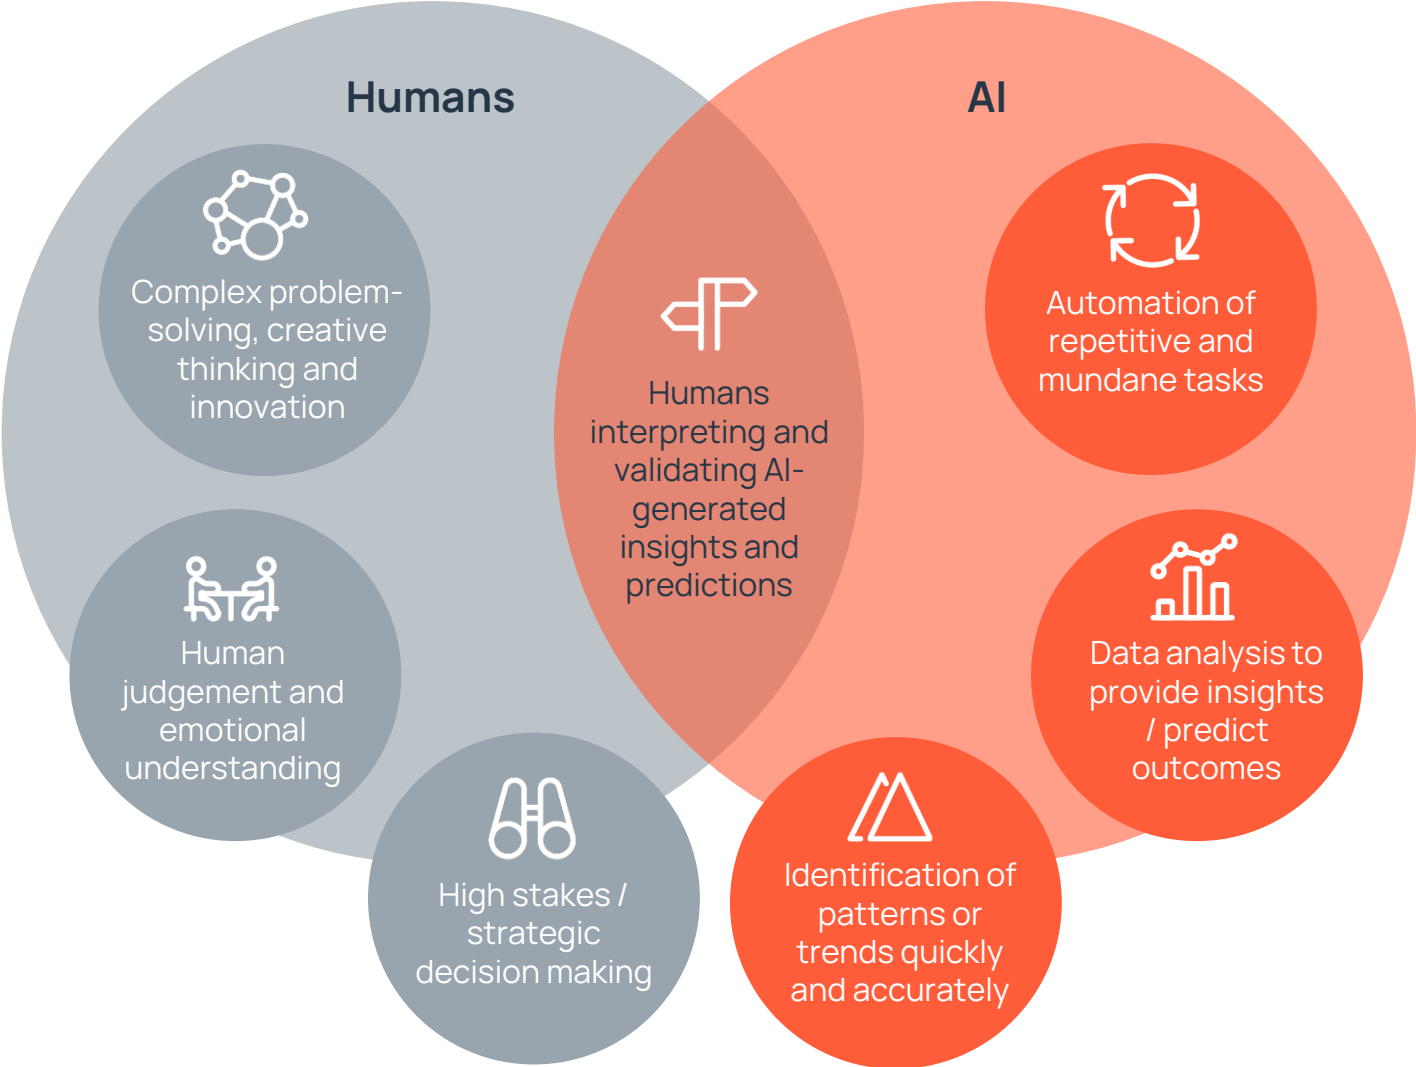 Humans
Complex problem-
solving, creative
thinking and
innovation
Human
judgement and
emotional
understanding
High stakes /
strategic
decision making
Humans
interpreting and
validating AI-
generated
insights and
predictions
AI
Automation of
repetitive and
mundane tasks
Data analysis to
provide insights
/ predict
outcomes
Identification of
patterns or
trends quickly
and accurately